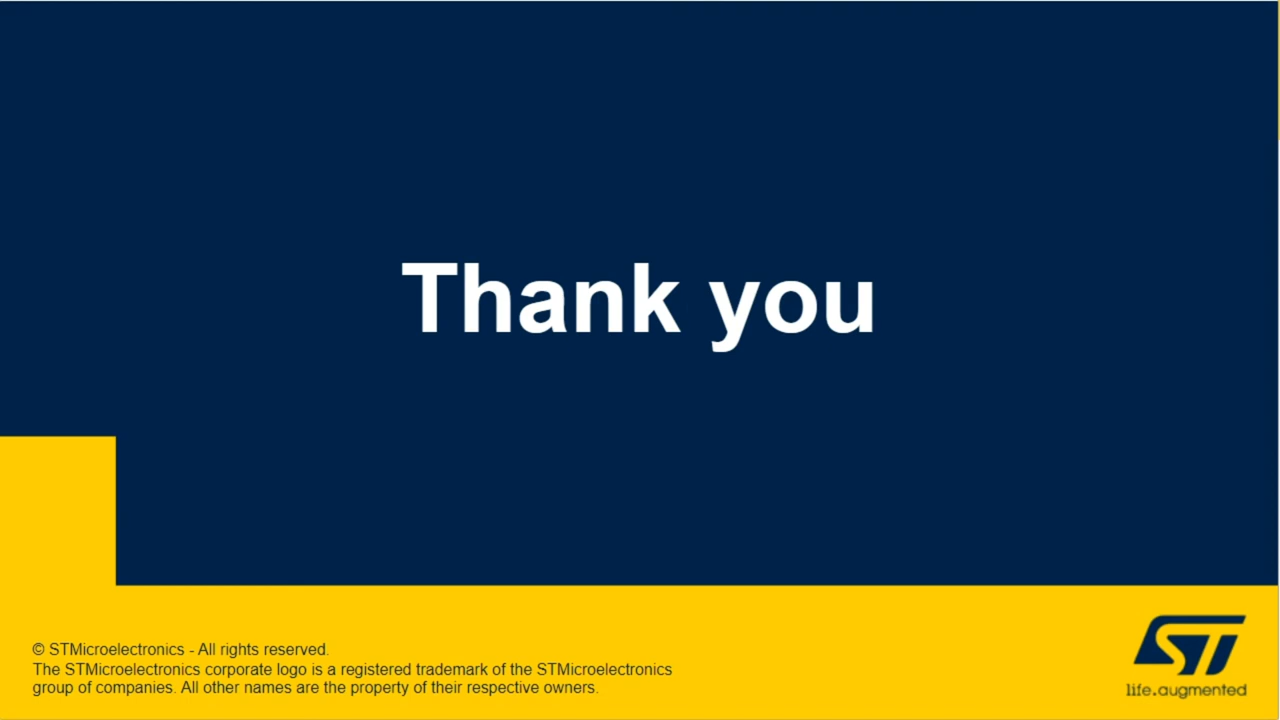 Thank you
© STMicroelectronics - All rights reserved.
The STMicroelectronics corporate logo is a registered trademark of the STMicroelectronics
group of companies. All other names are the property of their respective owners.
ST
life.augmented